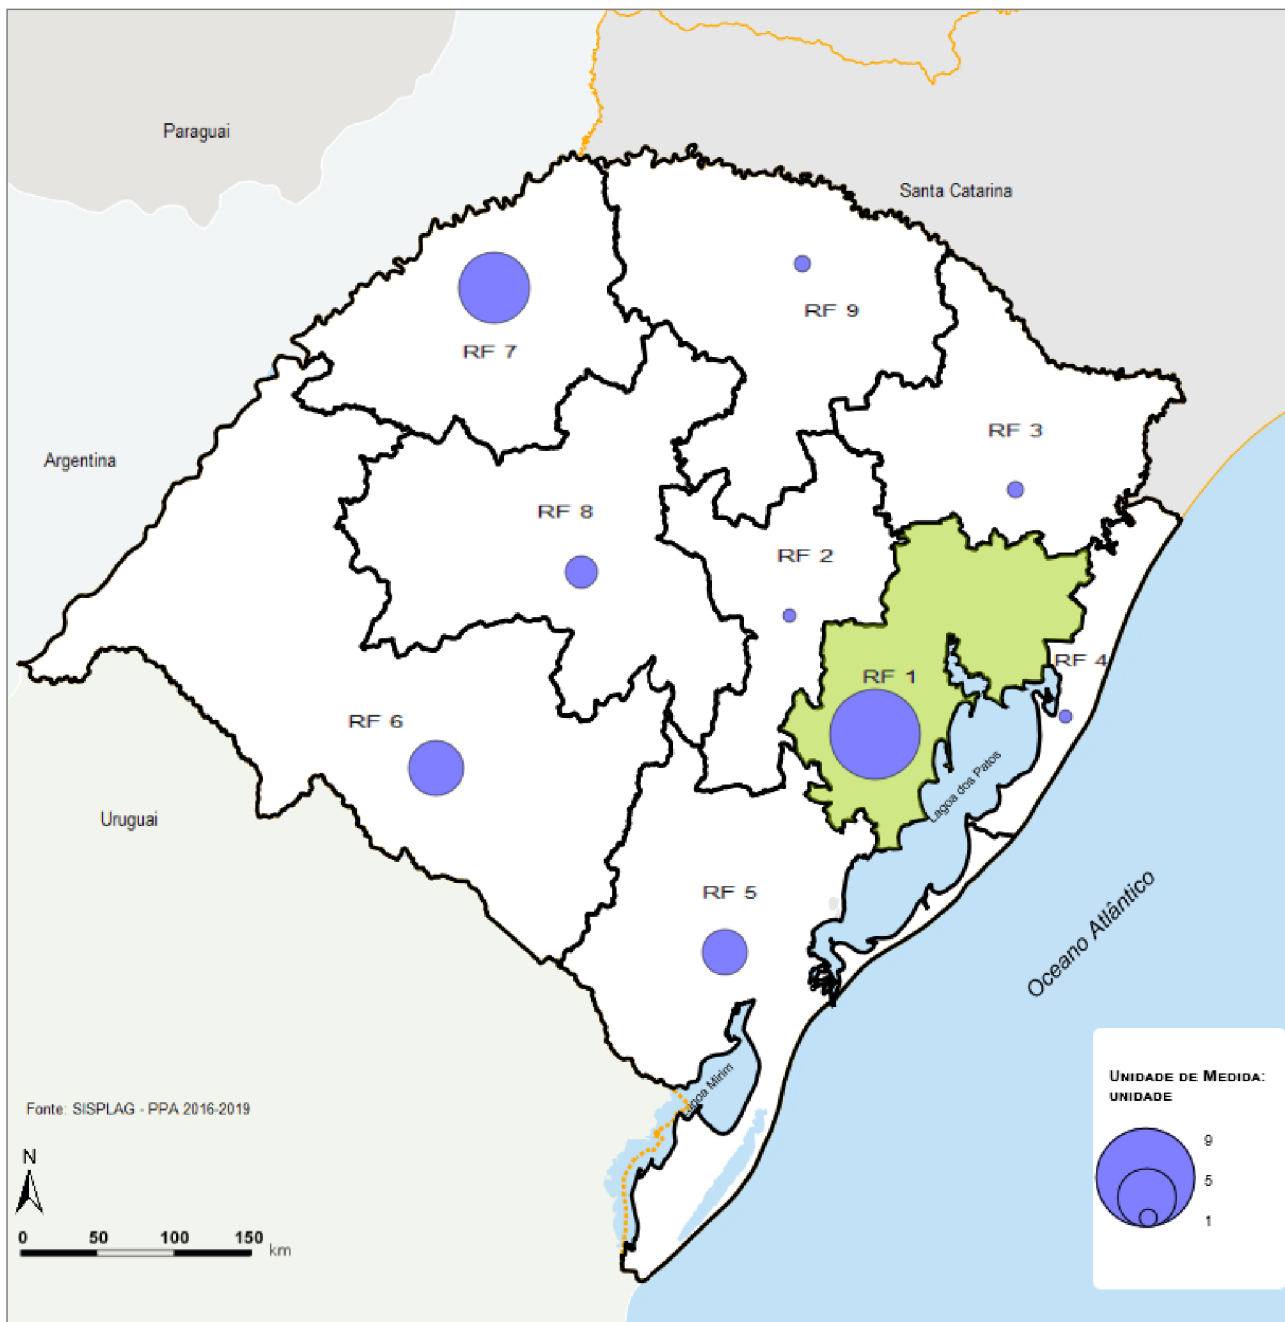 Paraguai
Santa Catarina
RF 9
RF 7
RF 3
Argentina
RF 8
RF 2
RF 4
RF 1
RF 6
Lagoa dos Patos
Uruguai
RF 5
Oceano Atlântico
Lagoa Mirim
UNIDADE DE MEDIDA:
UNIDADE
9
5
1
Fonte: SISPLAG - PPA 2016-2019
N
0 50 100 150
km